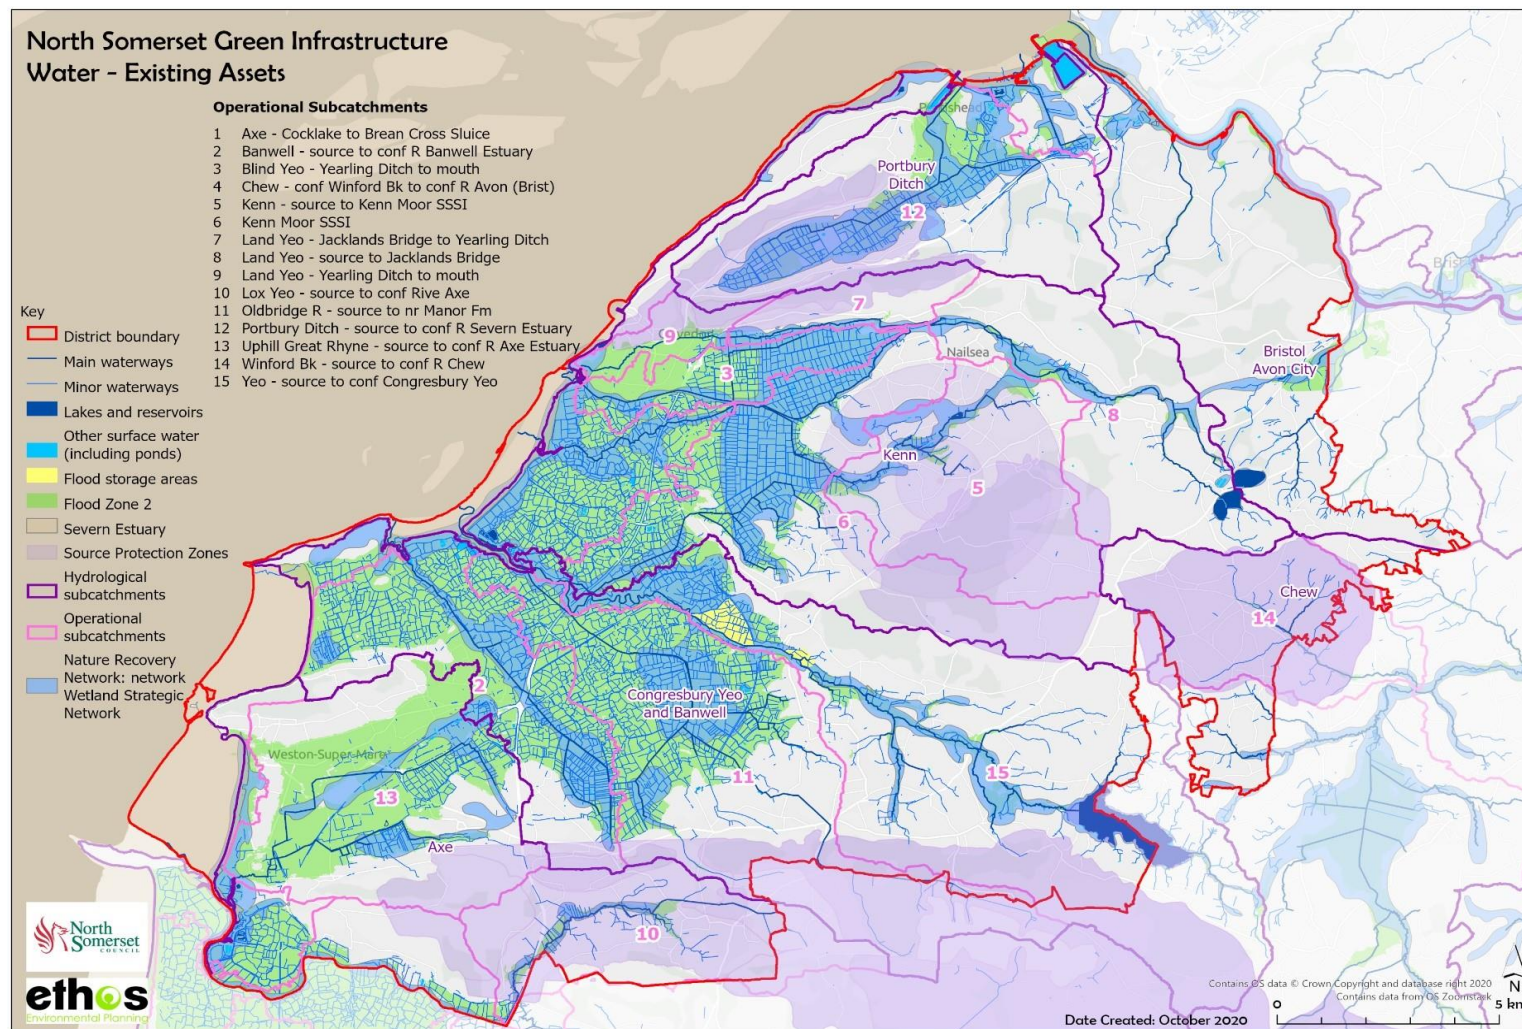 North Somerset Green Infrastructure
Water - Existing Assets
Operational Subcatchments
1 Axe - Cocklake to Brean Cross Sluice
2 Banwell - source to conf R Banwell Estuary
3 Blind Yeo - Yearling Ditch to mouth
4 Chew - conf Winford Bk to conf R Avon (Brist)
5 Kenn - source to Kenn Moor SSSI
6 Kenn Moor SSSI
7 Land Yeo - Jacklands Bridge to Yearling Ditch
8 Land Yeo - source to Jacklands Bridge
9 Land Yeo - Yearling Ditch to mouth
10 Lox Yeo - source to conf Rive Axe
11 Oldbridge R - source to nr Manor Fm
12 Portbury Ditch - source to conf R Severn Estuary
13 Uphill Great Rhyne - source to conf R Axe Estuary
14 Winford Bk - source to conf R Chew
15 Yeo - source to conf Congresbury Yeo
Key
District boundary
Main waterways
Minor waterways
Lakes and reservoirs
Other surface water
(including ponds)
Flood storage areas
Flood Zone 2
Severn Estuary
Source Protection Zones
Hydrological
subcatchments
Operational
subcatchments
Nature Recovery
Network: network
Wetland Strategic
Network
Portbury
Ditch
12
7
9
3
Nailsea
Bristol
Avon City
8
Kenn
5
6
Chew
14
2
Congresbury Yeo
and Banwell
Weston-Super-Mare
11
15
13
Axe
10
North
Somerset
COUNCIL
ethos
Environmental Planning
Contains OS data © Crown Copyright and database right 2020
Contains data from OS Zoomstack
Date Created: October 2020
0
5 km
N